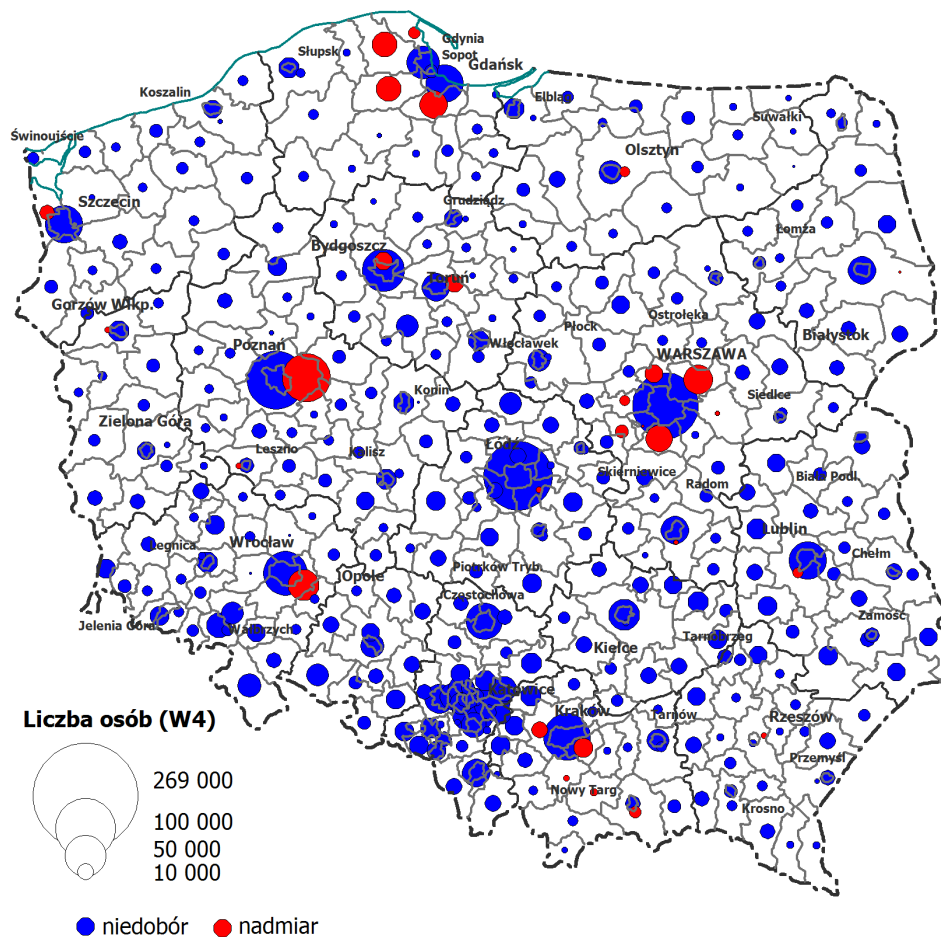 Gdynia
Słupsk
Sopot
Gdańsk
Koszalin
Elbląg
Suwałki
Świnoujście
Olsztyn
Szczecin
Grudziądz
Łomża
Bydgoszcz
Toruń
Gorzów Wlkp.
Ostrołęka
Płock
Białystok
Poznań
Włocławek
WARSZAWA
Konin
Siedlce
Zielona Góra
Leszno
Kalisz
Łódź
Skierniewice
Biała Podl.
Radom
Lublin
Legnica
Wrocław
Chełm
Piotrków Tryb.
Opole
Częstochowa
Jelenia Góra
Wałbrzych
Zamość
Tarnobrzeg
Kielce
Katowice
Liczba osób (W4)
Kraków
Tarnów
Rzeszów
Przemyśl
269 000
Nowy Targ
Krosno
100 000
50 000
10 000
niedobór nadmiar